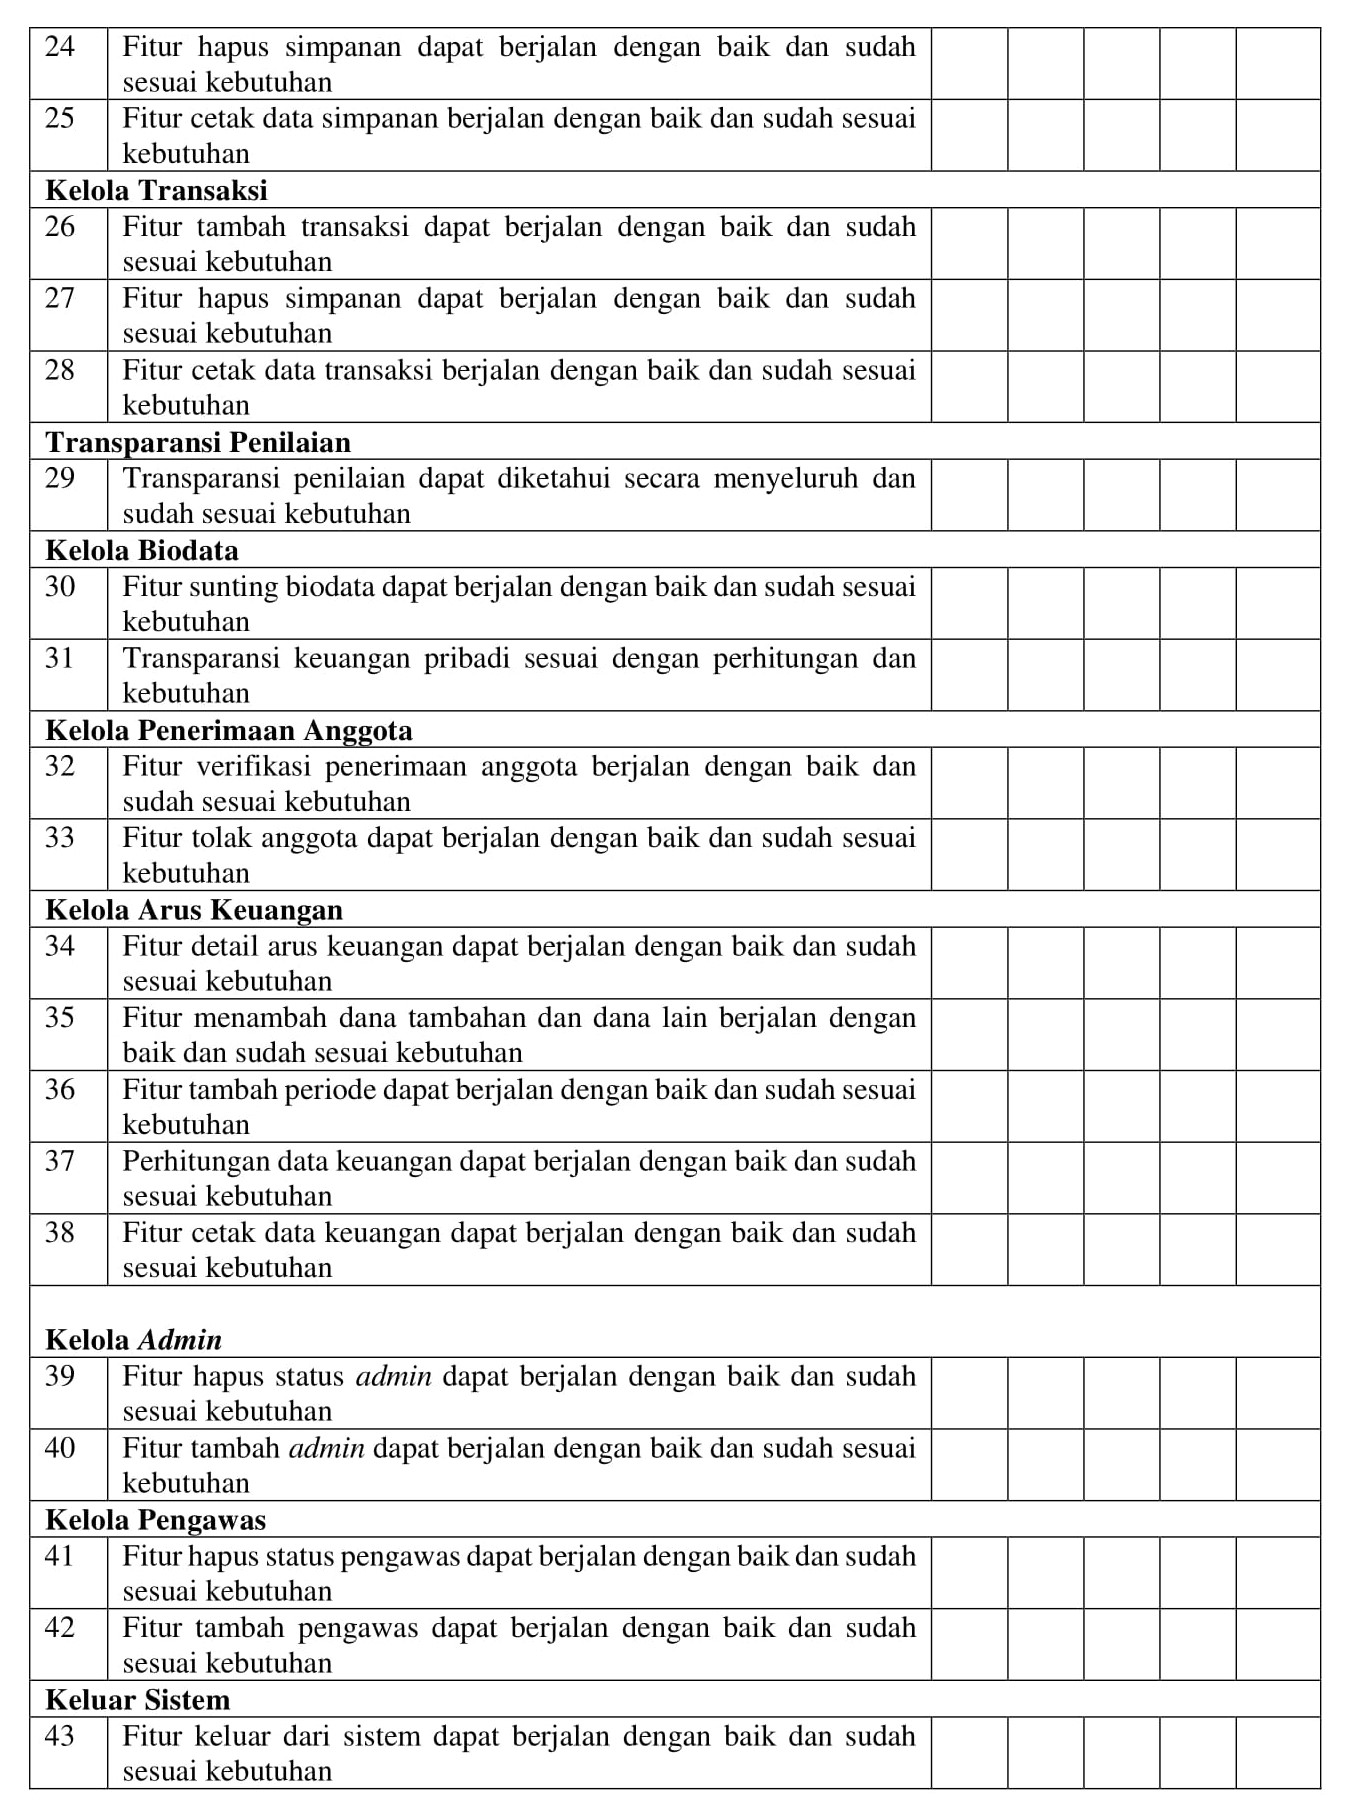 24 Fitur hapus simpanan dapat berjalan dengan baik dan sudah
sesuai kebutuhan
25 Fitur cetak data simpanan berjalan dengan baik dan sudah sesuai
kebutuhan
Kelola Transaksi
26 Fitur tambah transaksi dapat berjalan dengan baik dan sudah
sesuai kebutuhan
27 Fitur hapus simpanan dapat berjalan dengan baik dan sudah
sesuai kebutuhan
28 Fitur cetak data transaksi berjalan dengan baik dan sudah sesuai
kebutuhan
Transparansi Penilaian
29 Transparansi penilaian dapat diketahui secara menyeluruh dan
sudah sesuai kebutuhan
Kelola Biodata
30 Fitur sunting biodata dapat berjalan dengan baik dan sudah sesuai
kebutuhan
31 Transparansi keuangan pribadi sesuai dengan perhitungan dan
kebutuhan
Kelola Penerimaan Anggota
32 Fitur verifikasi penerimaan anggota berjalan dengan baik dan
sudah sesuai kebutuhan
33 Fitur tolak anggota dapat berjalan dengan baik dan sudah sesuai
kebutuhan
Kelola Arus Keuangan
34 Fitur detail arus keuangan dapat berjalan dengan baik dan sudah
sesuai kebutuhan
35 Fitur menambah dana tambahan dan dana lain berjalan dengan
baik dan sudah sesuai kebutuhan
36 Fitur tambah periode dapat berjalan dengan baik dan sudah sesuai
kebutuhan
37 Perhitungan data keuangan dapat berjalan dengan baik dan sudah
sesuai kebutuhan
38 Fitur cetak data keuangan dapat berjalan dengan baik dan sudah
sesuai kebutuhan
Kelola Admin
39 Fitur hapus status admin dapat berjalan dengan baik dan sudah
sesuai kebutuhan
40 Fitur tambah admin dapat berjalan dengan baik dan sudah sesuai
kebutuhan
Kelola Pengawas
41 Fitur hapus status pengawas dapat berjalan dengan baik dan sudah
sesuai kebutuhan
42 Fitur tambah pengawas dapat berjalan dengan baik dan sudah
sesuai kebutuhan
Keluar Sistem
43 Fitur keluar dari sistem dapat berjalan dengan baik dan sudah
sesuai kebutuhan